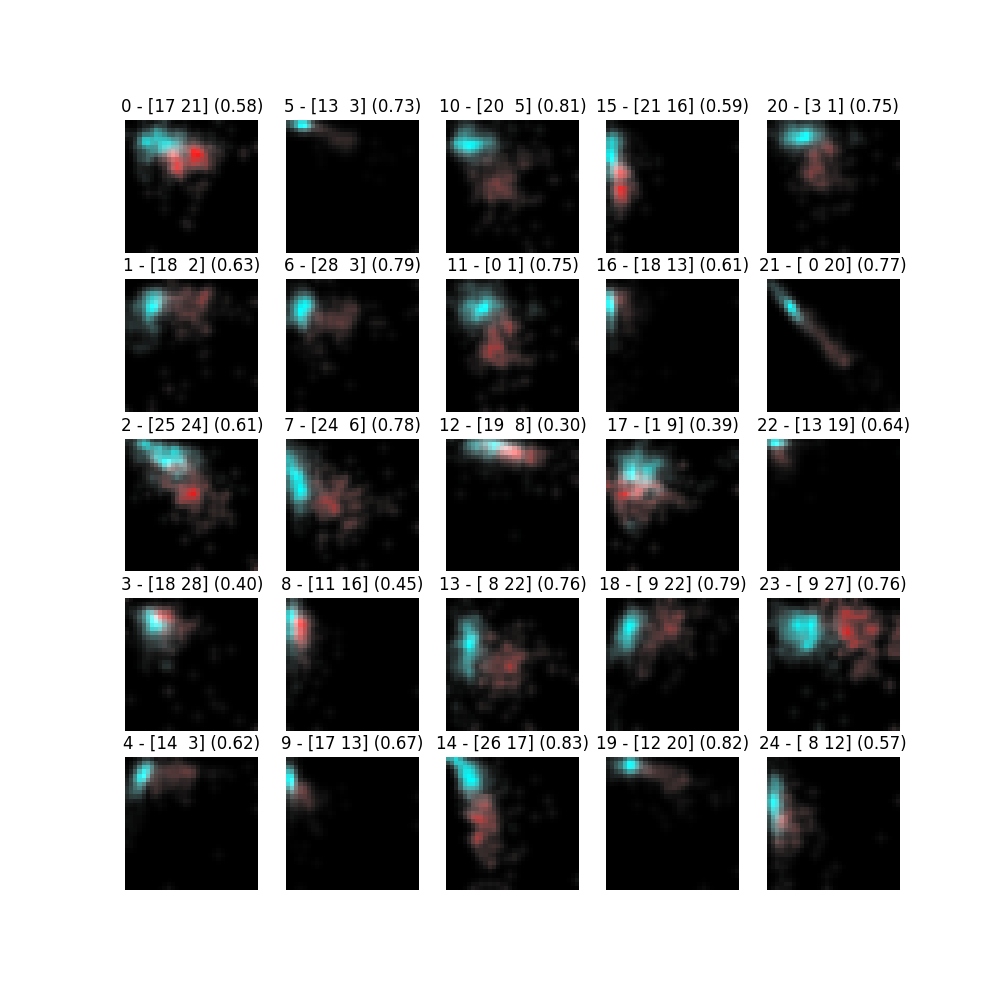 0 - [17 21] (0.58) 5 - [13  3] (0.73) 10 - [20  5] (0.81) 15 - [21 16] (0.59) 20 - [3 1] (0.75)
1 - [18  2] (0.63) 6 - [28  3] (0.79) 11 - [0 1] (0.75) 16 - [18 13] (0.61) 21 - [ 0 20] (0.77)
2 - [25 24] (0.61) 7 - [24  6] (0.78) 12 - [19  8] (0.30) 17 - [1 9] (0.39) 22 - [13 19] (0.64)
3 - [18 28] (0.40) 8 - [11 16] (0.45) 13 - [ 8 22] (0.76) 18 - [ 9 22] (0.79) 23 - [ 9 27] (0.76)
4 - [14  3] (0.62) 9 - [17 13] (0.67) 14 - [26 17] (0.83) 19 - [12 20] (0.82) 24 - [ 8 12] (0.57)